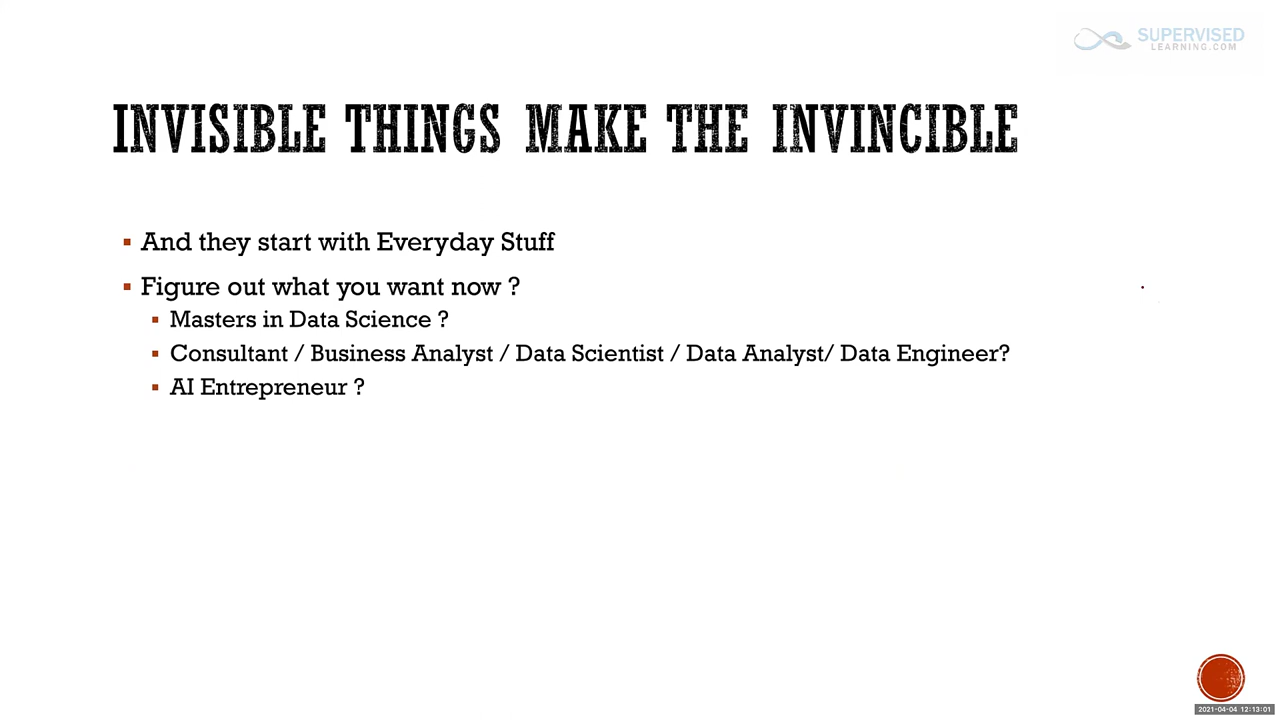 SUPERVISED
LEARNING.COM
INVISIBLE THINGS MAKE THE INVINCIBLE
And they start with Everyday Stuff
Figure out what you want now ?
Masters in Data Science ?
Consultant / Business Analyst / Data Scientist / Data Analyst/ Data Engineer?
AI Entrepreneur ?
2021-04-04 12:13:01